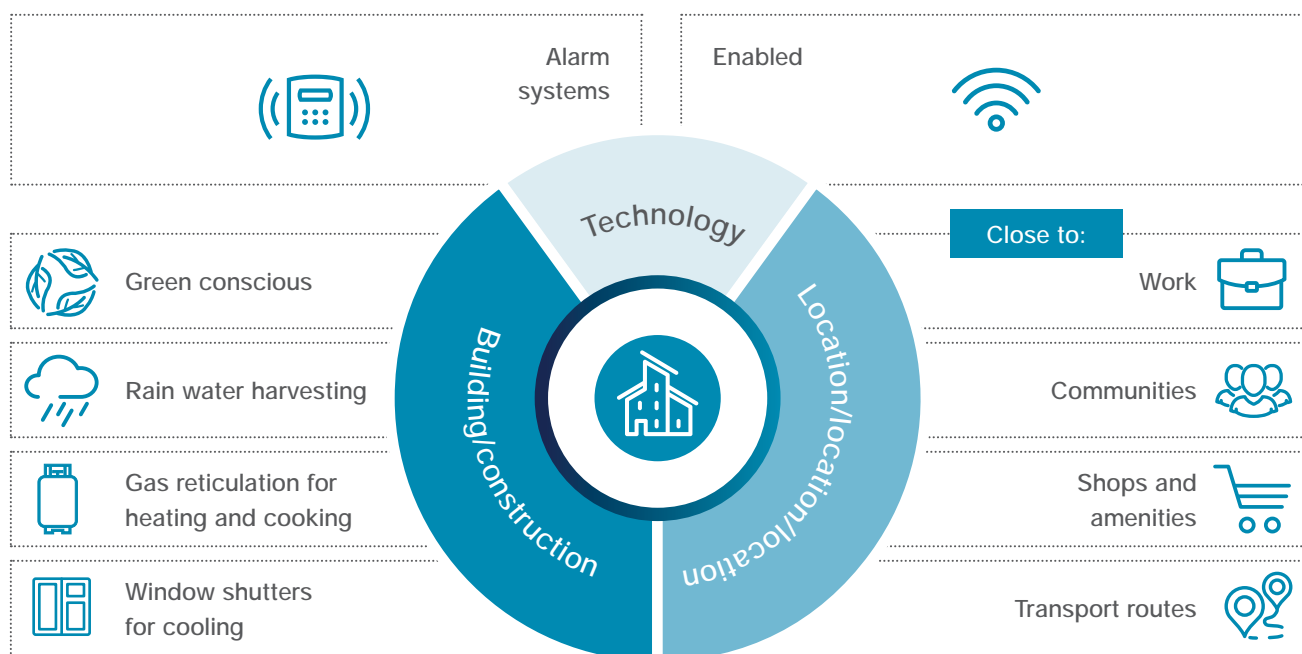 Alarm
systems
Enabled
Technology
Building/construction
Location/location/location
Green conscious
Rain water harvesting
Gas reticulation for
heating and cooking
Window shutters
for cooling
Close to:
Work
Communities
Shops and
amenities
Transport routes